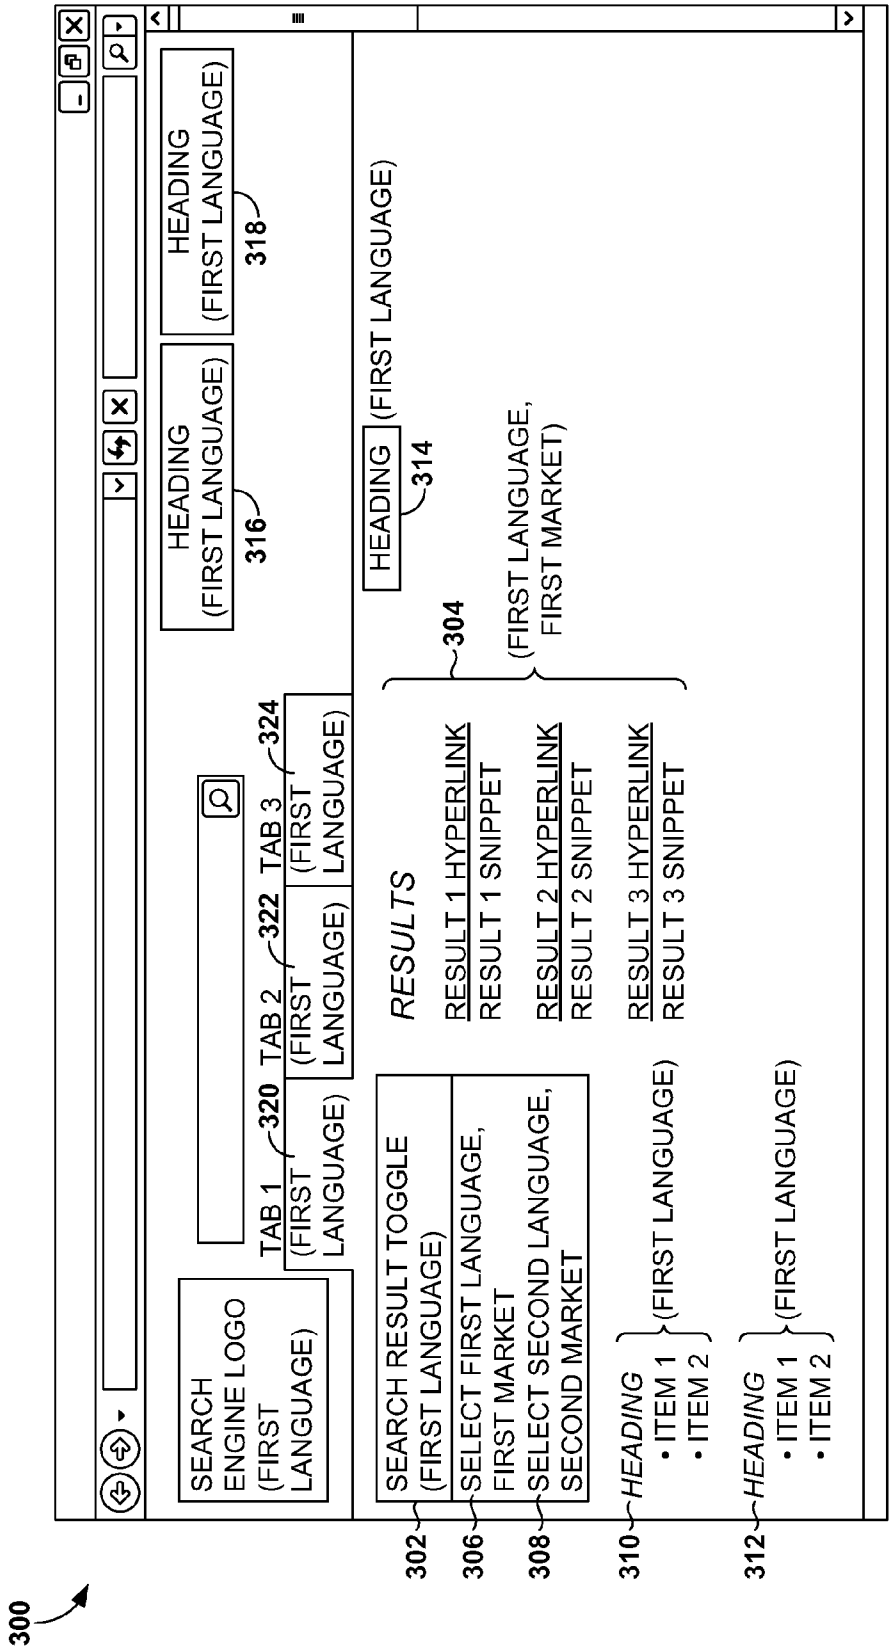 300
HEADING
(FIRST LANGUAGE)
316
HEADING
(FIRST LANGUAGE)
318
SEARCH
ENGINE LOGO
(FIRST
LANGUAGE)
TAB 1
320
(FIRST
LANGUAGE)
TAB 2
322
(FIRST
LANGUAGE)
TAB 3
324
(FIRST
LANGUAGE)
HEADING
(FIRST LANGUAGE)
314
302
SEARCH RESULT TOGGLE
(FIRST LANGUAGE)
306
SELECT FIRST LANGUAGE,
FIRST MARKET
308
SELECT SECOND LANGUAGE,
SECOND MARKET
RESULTS
RESULT 1 HYPERLINK
RESULT 1 SNIPPET
RESULT 2 HYPERLINK
RESULT 2 SNIPPET
RESULT 3 HYPERLINK
RESULT 3 SNIPPET
304
(FIRST LANGUAGE,
FIRST MARKET)
310
HEADING
• ITEM 1
• ITEM 2
(FIRST LANGUAGE)
312
HEADING
• ITEM 1
• ITEM 2
(FIRST LANGUAGE)